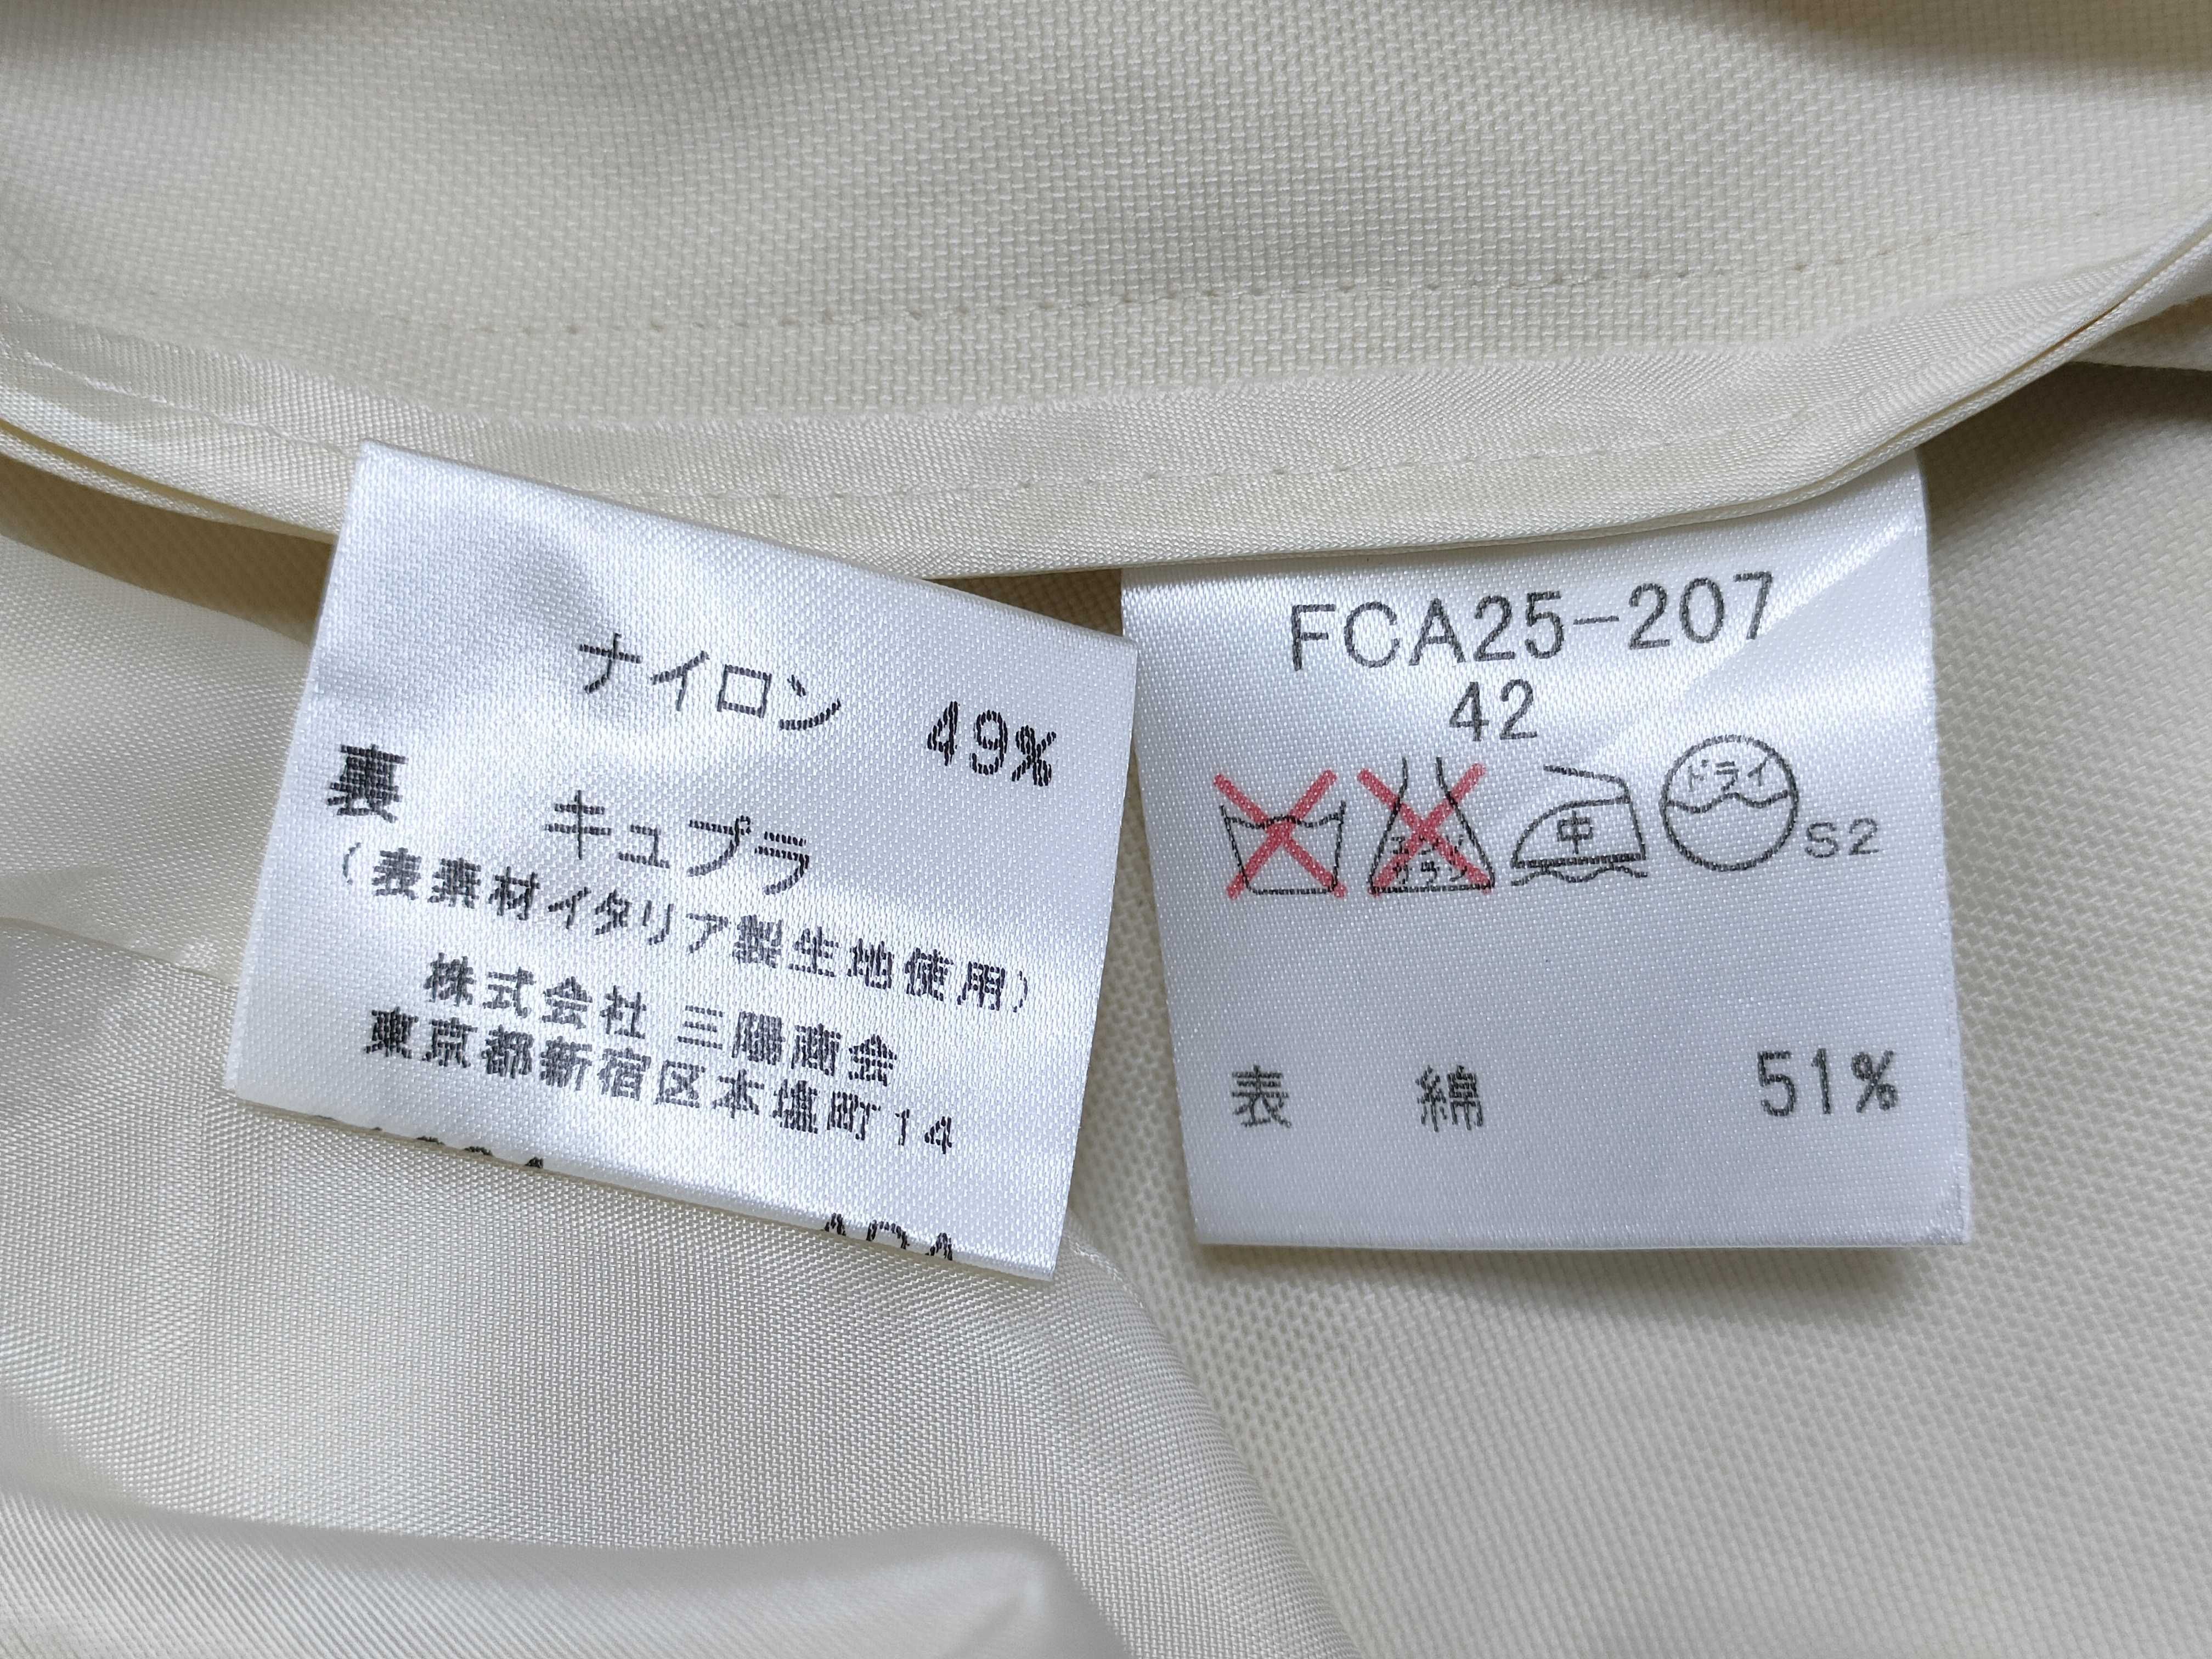 ナイロン 49%
裏 キュプラ
(表素材イタリア製生地使用)
株式会社 三陽商会
東京都新宿区本塩町14
FCA25-207
42
中
ドライ
S2
表 綿 51%